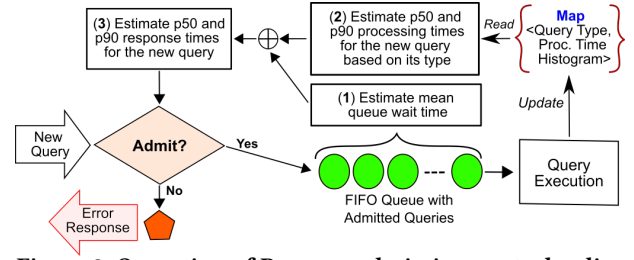 (3) Estimate p50 and
p90 response times
for the new query
(2) Estimate p50 and
p90 processing times
for the new query
based on its type
Read
Map
<Query Type,
Proc. Time
Histogram>
(1) Estimate mean
queue wait time
Update
New
Query
Admit?
Yes
No
Error
Response
FIFO Queue with
Admitted Queries
Query
Execution